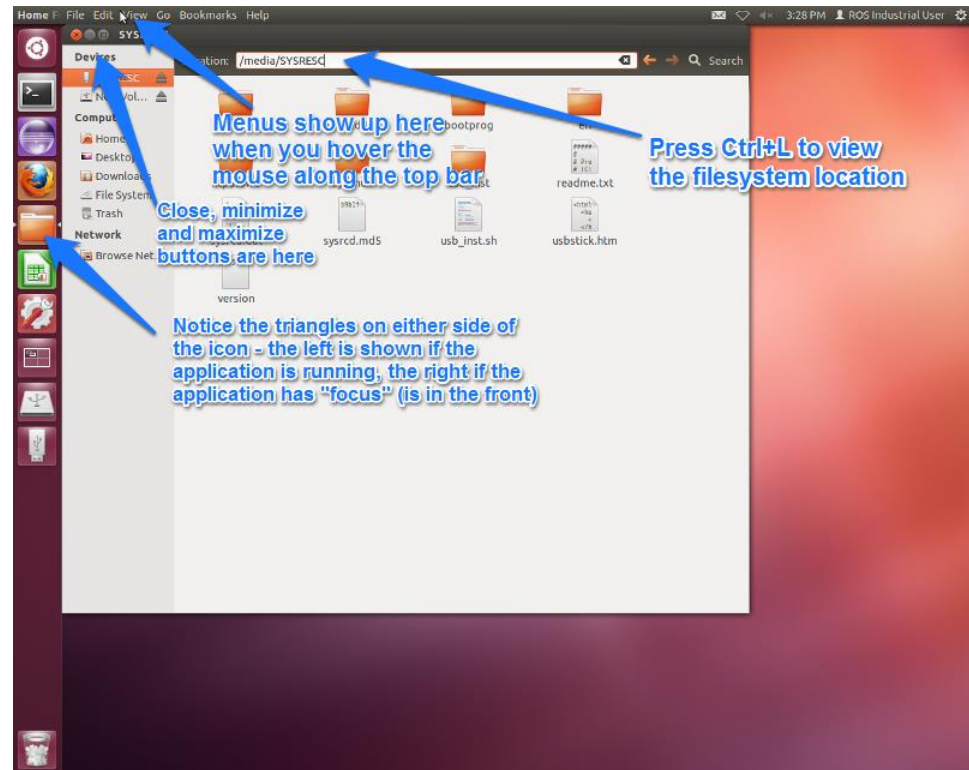 Home F File Edit View Go Bookmarks Help
3:28 PM ROS Industrial User
SYS
Devices
/media/SYSRESC
Search
Home
Desktop
Downloads
File System
Trash
Network
Browse Net
bootprog
readme.txt
sysrcd.md5
usb_inst.sh
usbstick.htm
version
Menus show up here
when you hover the
mouse along the top bar
Press Ctrl+L to view
the filesystem location
Close, minimize
and maximize
buttons are here
Notice the triangles on either side of
the icon - the left is shown if the
application is running, the right if the
application has "focus" (is in the front)